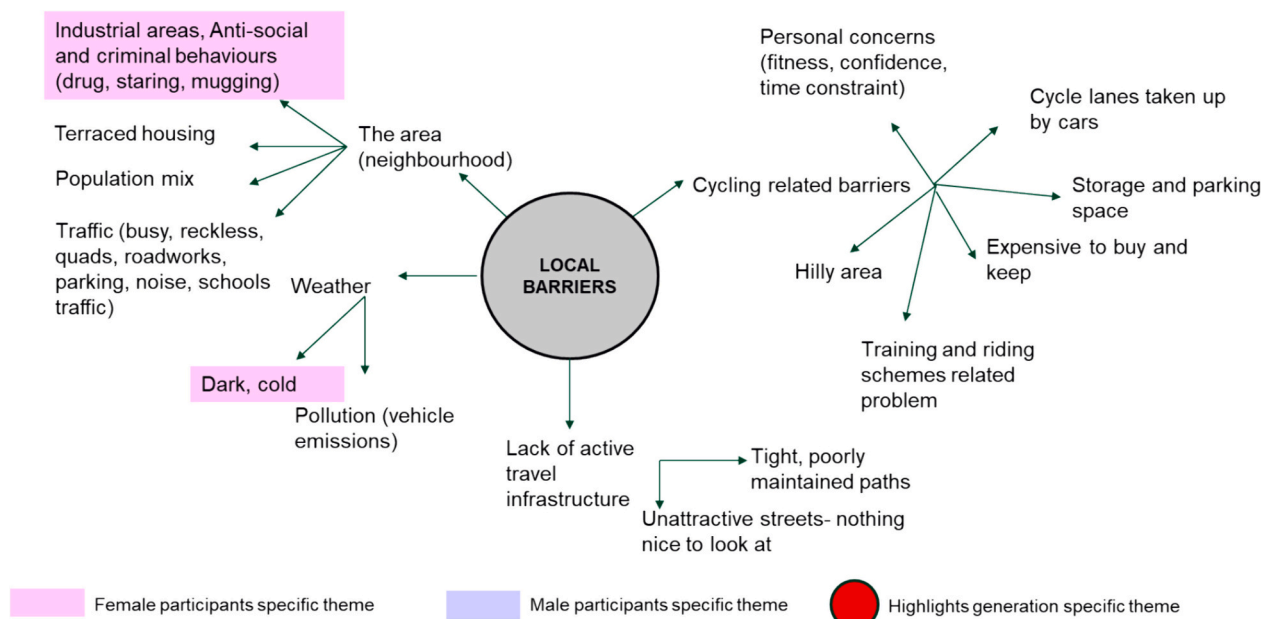 Industrial areas, Anti-social
and criminal behaviours
(drug, staring, mugging)
Terraced housing
Population mix
Traffic (busy, reckless,
quads, roadworks,
parking, noise, schools
traffic)
The area
(neighbourhood)
Weather
Dark, cold
Pollution (vehicle
emissions)
LOCAL
BARRIERS
Lack of active
travel
infrastructure
Tight, poorly
maintained paths
Unattractive streets- nothing
nice to look at
Cycling related barriers
Personal concerns
(fitness, confidence,
time constraint)
Cycle lanes taken up
by cars
Storage and parking
space
Expensive to buy and
keep
Hilly area
Training and riding
schemes related
problem
Female participants specific theme
Male participants specific theme
Highlights generation specific theme